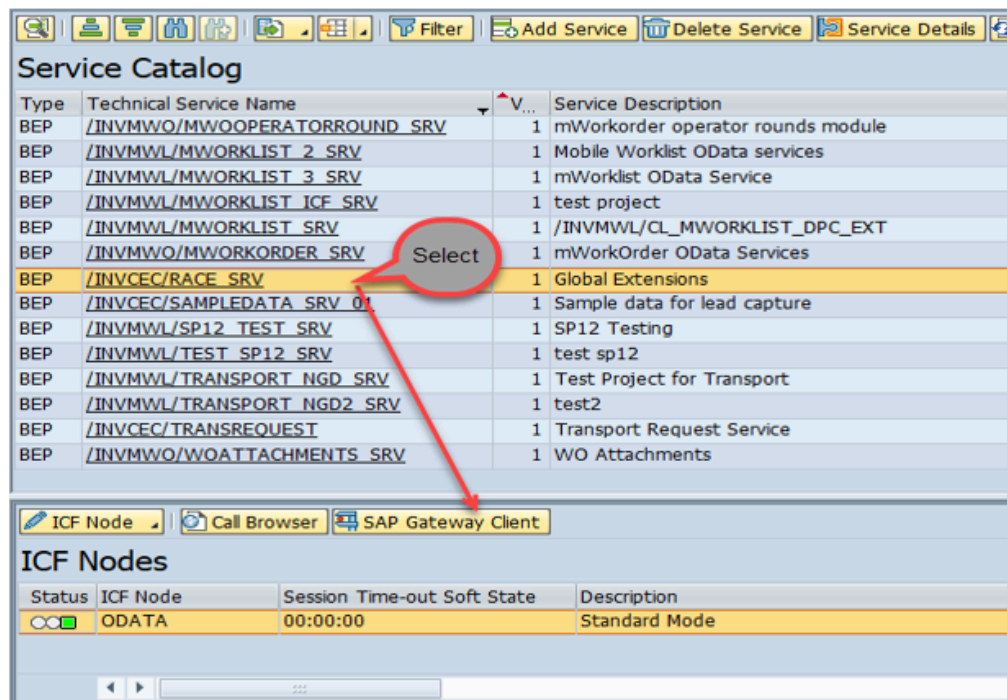 Filter Add Service Delete Service Service Details
Service Catalog
Type Technical Service Name V... Service Description
BEP /INVMWO/MWOOPERATORROUND_SRV 1 mWorkorder operator rounds module
BEP /INVMWL/MWORKLIST_2_SRV 1 Mobile Worklist OData services
BEP /INVMWL/MWORKLIST_3_SRV 1 mWorklist OData Service
BEP /INVMWL/MWORKLIST_ICF_SRV 1 test project
BEP /INVMWL/MWORKLIST_SRV 1 /INVMWL/CL_MWORKLIST_DPC_EXT
BEP /INVMWO/MWORKORDER_SRV 1 mWorkOrder OData Services
Select
BEP /INVCEC/RACE_SRV 1 Global Extensions
BEP /INVCEC/SAMPLEDATA_SRV_01 1 Sample data for lead capture
BEP /INVMWL/SP12_TEST_SRV 1 SP12 Testing
BEP /INVMWL/TEST_SP12_SRV 1 test sp12
BEP /INVMWL/TRANSPORT_NGD_SRV 1 Test Project for Transport
BEP /INVMWL/TRANSPORT_NGD2_SRV 1 test2
BEP /INVCEC/TRANSREQUEST 1 Transport Request Service
BEP /INVMWO/WOATTACHMENTS_SRV 1 WO Attachments
ICF Node Call Browser SAP Gateway Client
ICF Nodes
Status ICF Node Session Time-out Soft State Description
ODATA 00:00:00 Standard Mode